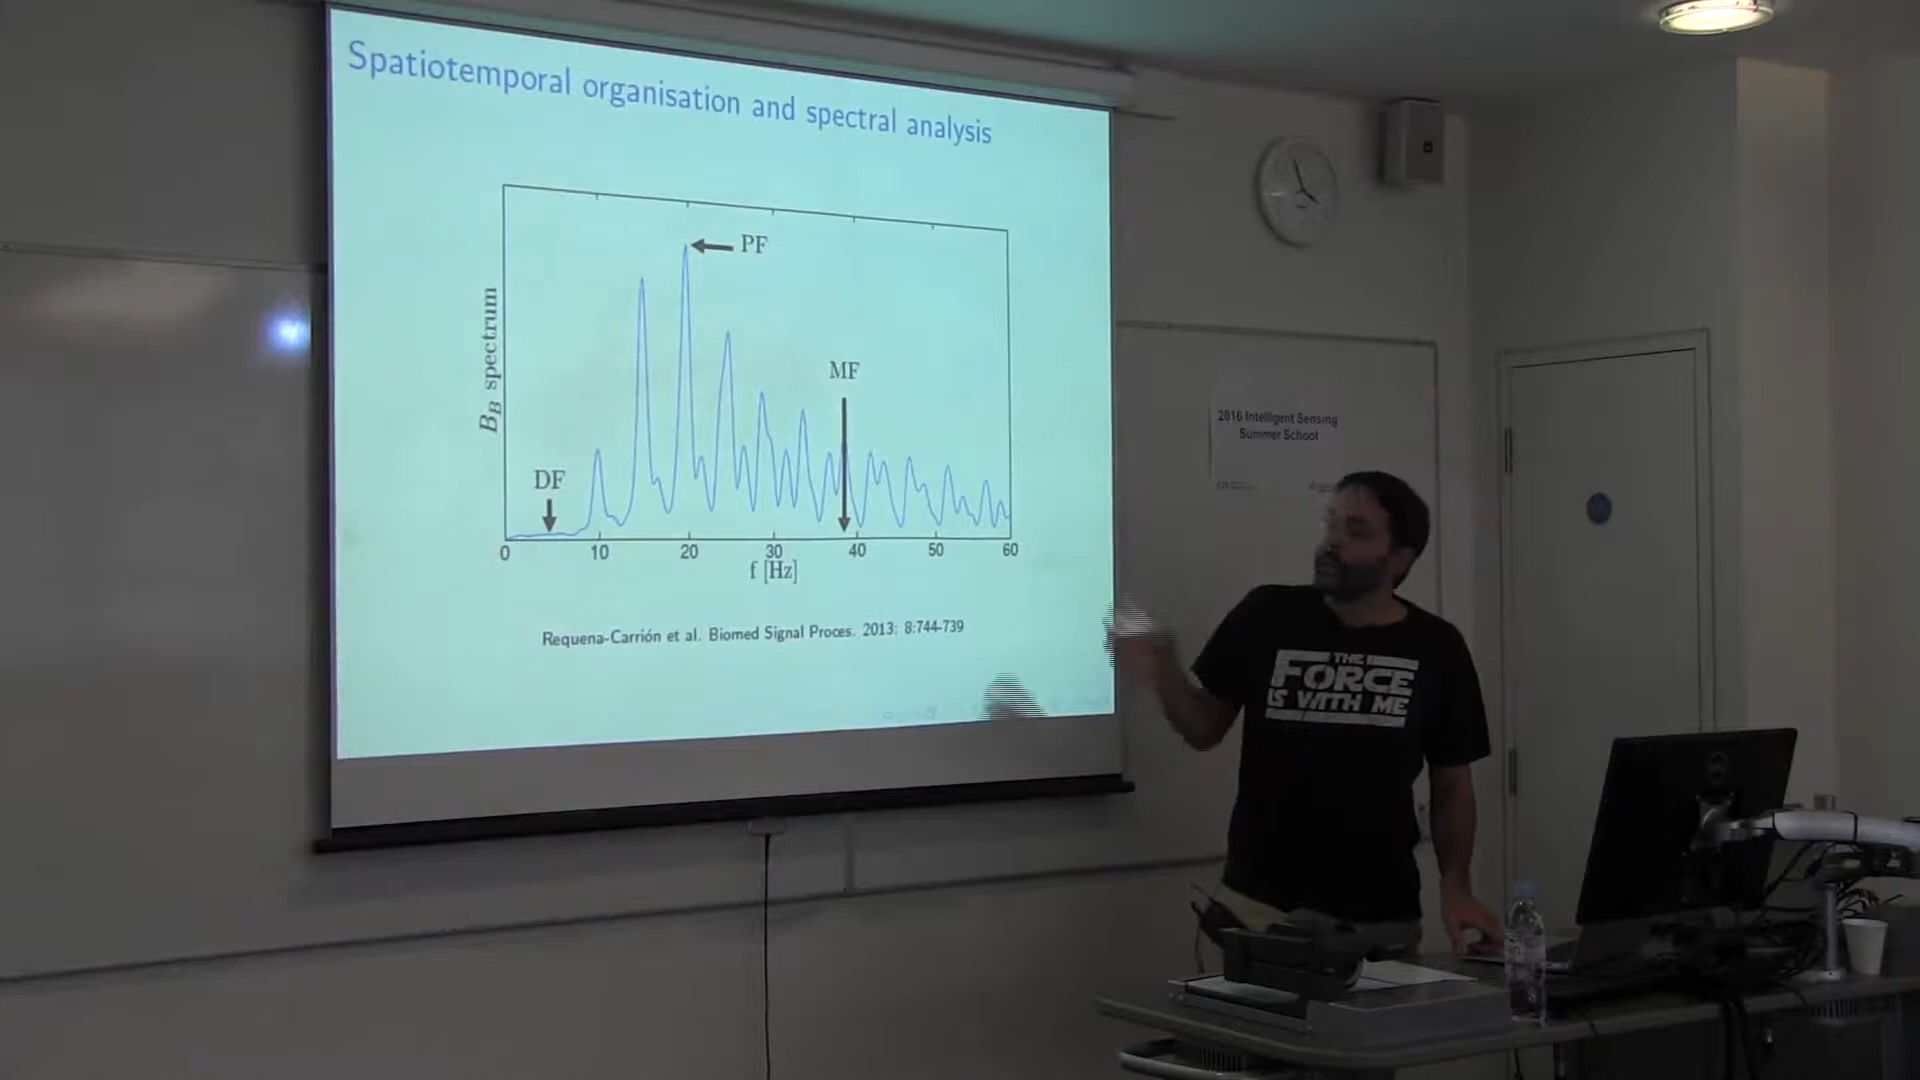 Spatiotemporal organisation and spectral analysis
PF
MF
DF
B_B spectrum
0 10 20 30 40 50 60
f [Hz]
Requena-Carrión et al. Biomed Signal Proces. 2013: 8:744-739
2016 Intelligent Sensing
Summer School
THE
FORCE
IS WITH ME